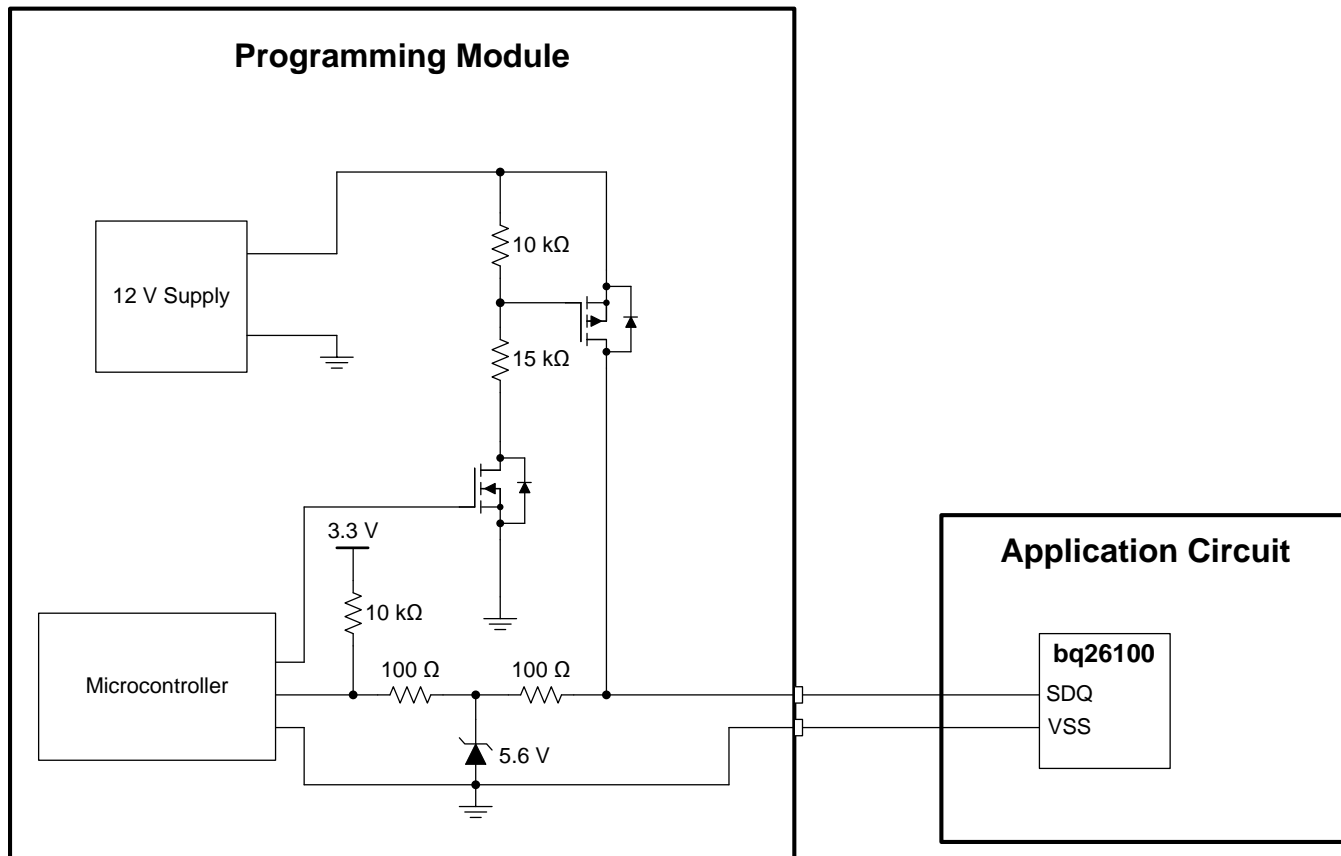 Programming Module
10 kΩ
12 V Supply
15 kΩ
3.3 V
10 kΩ
Application Circuit
bq26100
100 Ω
100 Ω
Microcontroller
SDQ
VSS
5.6 V